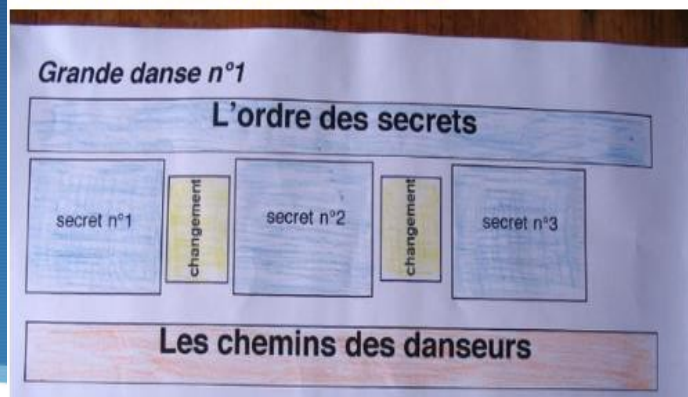 Grande danse n°1
L'ordre des secrets
secret n°1
changement
secret n°2
changement
secret n°3
Les chemins des danseurs